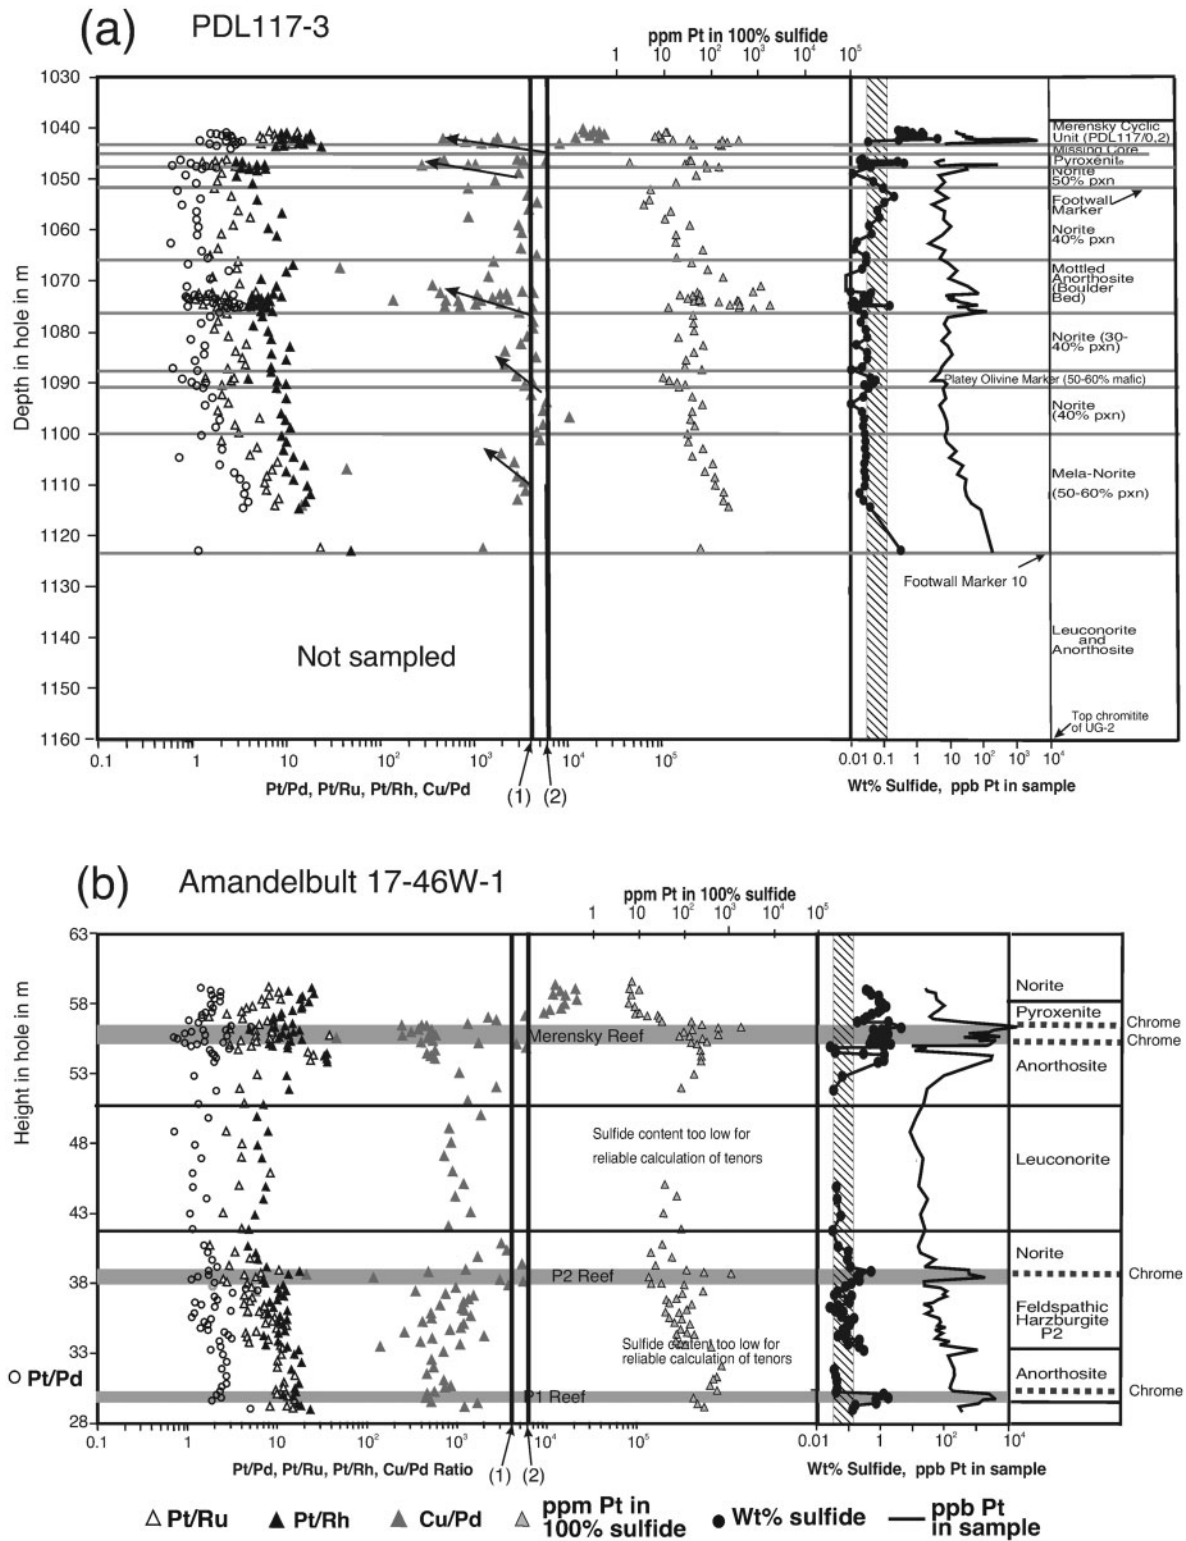 (a) PDL117-3
ppm Pt in 100% sulfide
1 10 10² 10³ 10⁴ 10⁵
1030
1040
1050
1060
1070
1080
1090
1100
1110
1120
1130
1140
1150
1160
Depth in hole in m
Merensky Cyclic
Unit (PDL117/0,2)
Missing Core
Pyroxenite
Norite
50% pxn
Footwall
Marker
Norite
40% pxn
Mottled
Anorthosite
(Boulder
Bed)
Norite (30-
40% pxn)
Platey Olivine Marker (50-60% mafic)
Norite
(40% pxn)
Mela-Norite
(50-60% pxn)
Footwall Marker 10
Leuconorite
and
Anorthosite
Top chromitite
of UG-2
Not sampled
0.1 1 10 10² 10³ 10⁴ 10⁵
0.01 0.1 1 10 10² 10³ 10⁴
Pt/Pd, Pt/Ru, Pt/Rh, Cu/Pd
(1) (2)
Wt% Sulfide, ppb Pt in sample
(b) Amandelbult 17-46W-1
ppm Pt in 100% sulfide
1 10 10² 10³ 10⁴ 10⁵
63
58
53
48
43
38
33
28
Height in hole in m
Norite
Pyroxenite
Chrome
Merensky Reef
Chrome
Anorthosite
Sulfide content too low for
reliable calculation of tenors
Leuconorite
Norite
P2 Reef
Chrome
Feldspathic
Harzburgite
P2
Sulfide content too low for
reliable calculation of tenors
Anorthosite
P1 Reef
Chrome
Pt/Pd
0.1 1 10 10² 10³ 10⁴ 10⁵
0.01 0.1 1 10² 10⁴
Pt/Pd, Pt/Ru, Pt/Rh, Cu/Pd Ratio
(1) (2)
Wt% Sulfide, ppb Pt in sample
Pt/Ru
Pt/Rh
Cu/Pd
ppm Pt in
100% sulfide
Wt% sulfide
ppb Pt
in sample